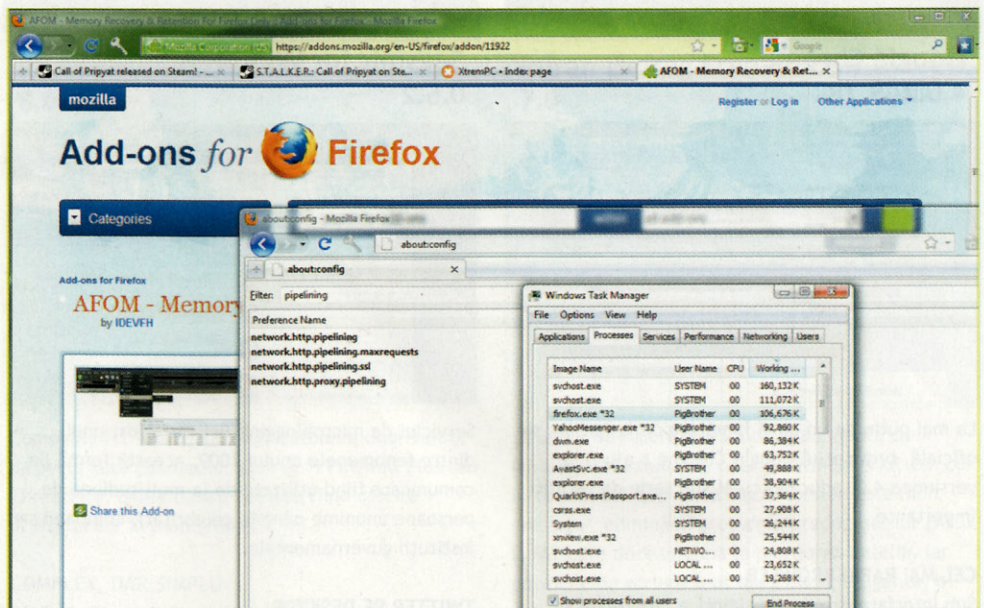 AFOM - Memory Recovery & Retention For Firefox Only :: Add-ons for Firefox - Mozilla Firefox
Mozilla Corporation (US) https://addons.mozilla.org/en-US/firefox/addon/11922
Google
Call of Pripyat released on Steam! - ...
S.T.A.L.K.E.R.: Call of Pripyat on Ste...
XtremPC • Index page
AFOM - Memory Recovery & Ret...
mozilla
Register or Log in
Other Applications
Add-ons for Firefox
Categories
Add-ons for Firefox
AFOM - Memory
by IDEVFH
Share this Add-on
about:config - Mozilla Firefox
about:config
about:config
Filter: pipelining
Preference Name
network.http.pipelining
network.http.pipelining.maxrequests
network.http.pipelining.ssl
network.http.proxy.pipelining
Windows Task Manager
File Options View Help
Applications Processes Services Performance Networking Users
Image Name User Name CPU Working ...
svchost.exe SYSTEM 00 160,132 K
svchost.exe SYSTEM 00 111,072 K
firefox.exe *32 PigBrother 00 106,676 K
YahooMessenger.exe *32 PigBrother 00 92,860 K
dwm.exe PigBrother 00 86,384 K
explorer.exe PigBrother 00 63,752 K
AvastSvc.exe *32 SYSTEM 00 49,888 K
explorer.exe PigBrother 00 38,904 K
QuarkXPress Passport.exe... PigBrother 00 37,364 K
csrss.exe SYSTEM 00 27,908 K
System SYSTEM 00 26,244 K
xnview.exe *32 PigBrother 00 25,544 K
svchost.exe NETWO... 00 24,808 K
svchost.exe LOCAL ... 00 23,652 K
svchost.exe LOCAL ... 00 19,268 K
Show processes from all users
End Process